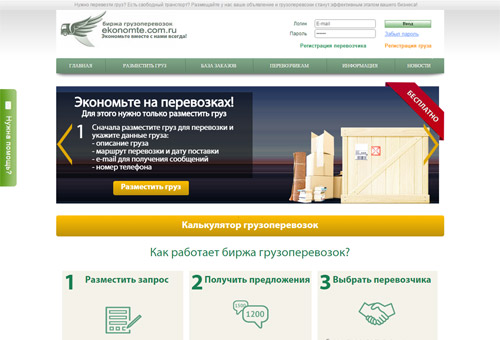 Нужно перевезти груз? Есть свободный транспорт? Размещайте у нас ваши объявления и грузоперевозки станут эффективным этапом вашего бизнеса!
биржа грузоперевозок
ekonomte.com.ru
Экономьте вместе с нами всегда!
Логин E-mail Вход
Пароль ****** Забыл пароль
Регистрация перевозчика Регистрация груза
ГЛАВНАЯ РАЗМЕСТИТЬ ГРУЗ БАЗА ЗАКАЗОВ ПЕРЕВОЗЧИКАМ ИНФОРМАЦИЯ НОВОСТИ
Нужна помощь?
Экономьте на перевозках!
Для этого нужно только разместить груз
БЕСПЛАТНО
1 Сначала разместите груз для перевозки и
укажите данные груза:
- описание груза
- маршрут перевозки и дату поставки
- e-mail для получения сообщений
- номер телефона
Разместить груз
Калькулятор грузоперевозок
Как работает биржа грузоперевозок?
1 Разместить запрос
2 Получить предложения
1500
1200
3 Выбрать перевозчика